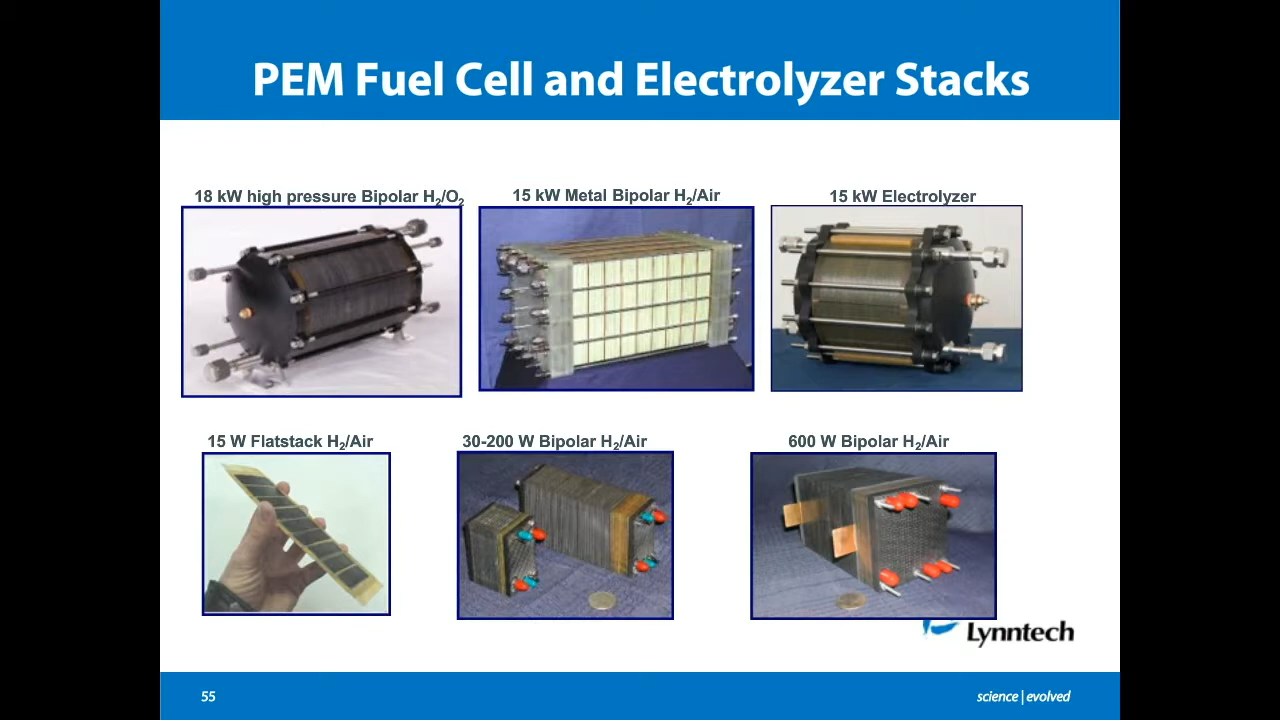 PEM Fuel Cell and Electrolyzer Stacks
18 kW high pressure Bipolar H₂/O₂
15 kW Metal Bipolar H₂/Air
15 kW Electrolyzer
15 W Flatstack H₂/Air
30-200 W Bipolar H₂/Air
600 W Bipolar H₂/Air
Lynntech
55
science|evolved